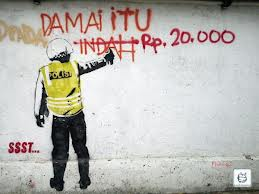 DAMAI ITU
INDAH Rp. 20.000
POLISI
SSST...